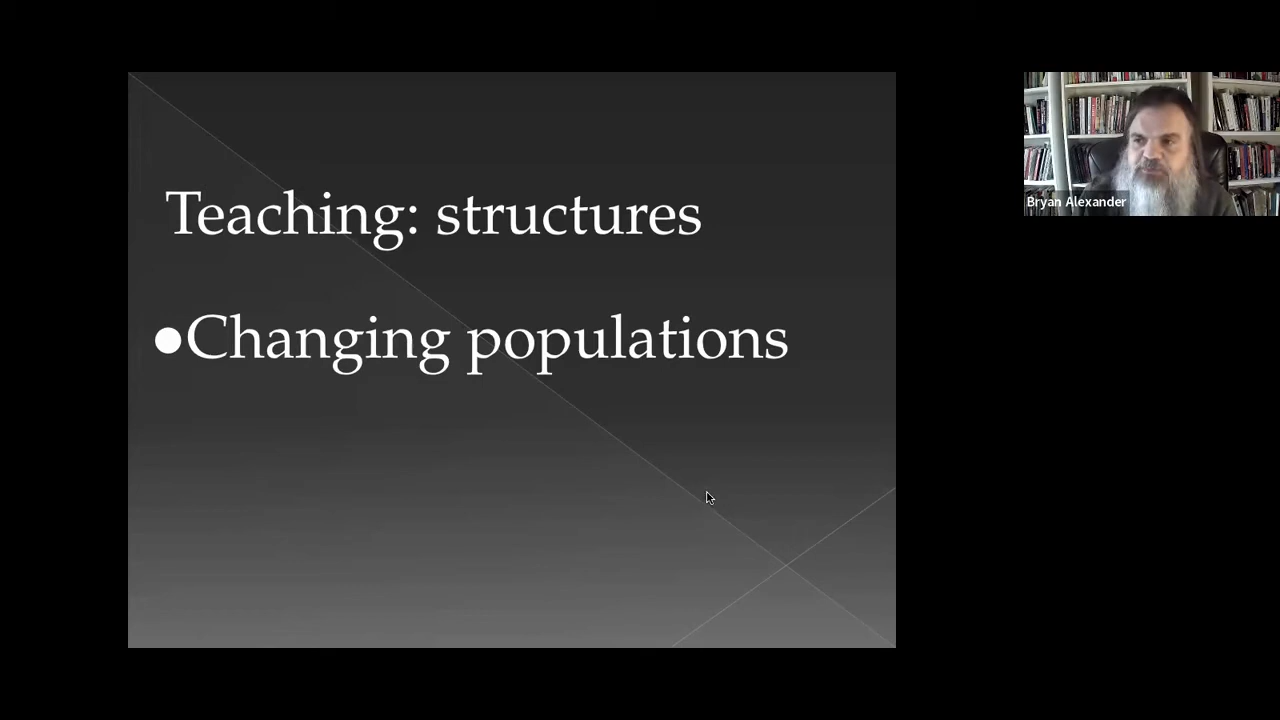 Teaching: structures
●Changing populations
Bryan Alexander